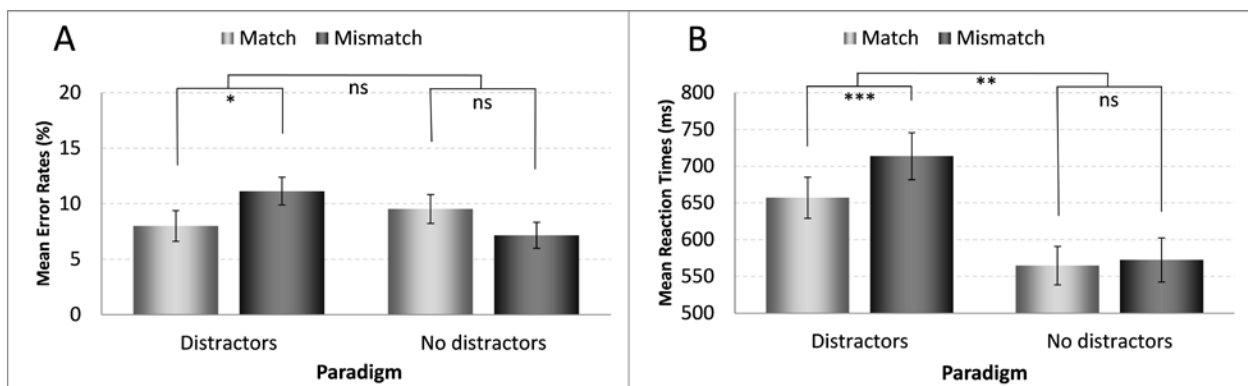 A
Match Mismatch
ns
*
ns
20
15
10
5
0
Mean Error Rates (%)
Distractors No distractors
Paradigm
B
Match Mismatch
**
***
ns
800
750
700
650
600
550
500
Mean Reaction Times (ms)
Distractors No distractors
Paradigm